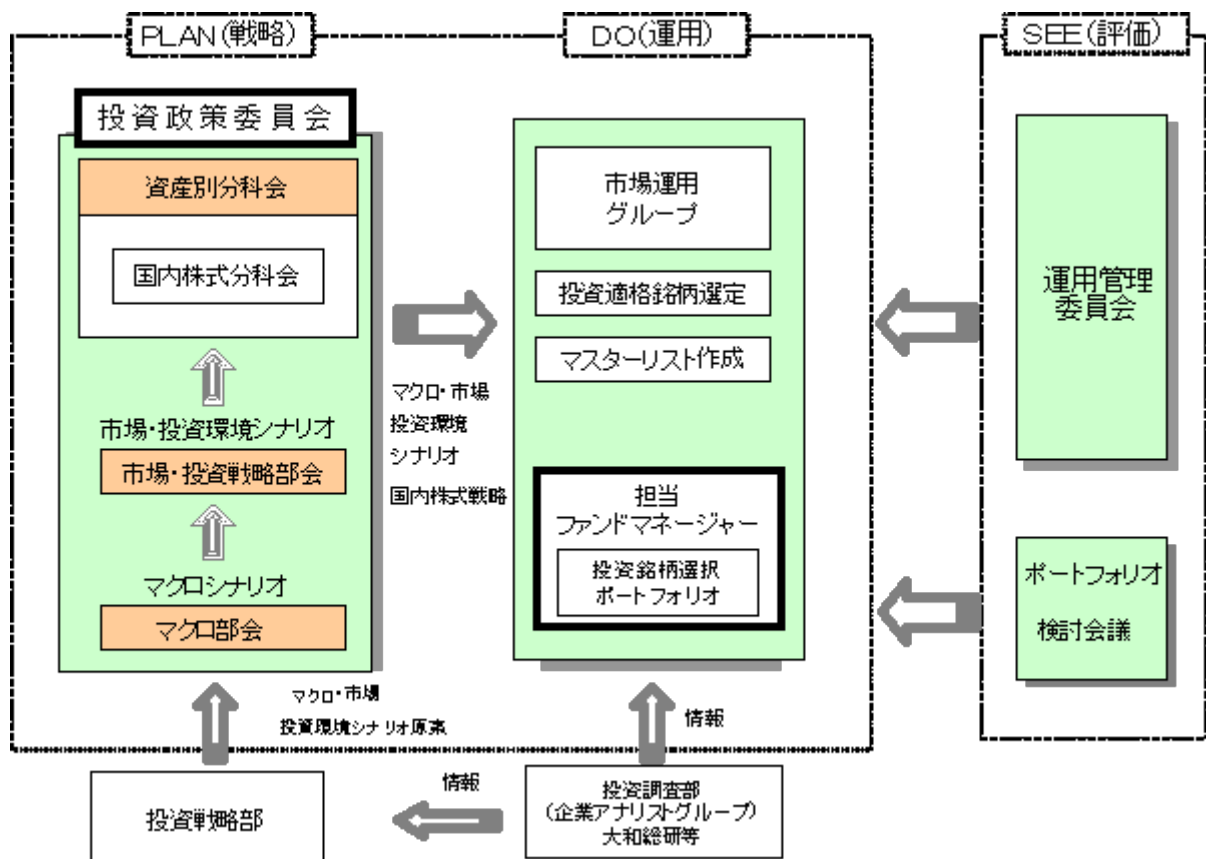 PLAN(戦略)
DO(運用)
SEE(評価)
投資政策委員会
資産別分科会
国内株式分科会
市場・投資環境シナリオ
市場・投資戦略部会
マクロシナリオ
マクロ部会
マクロ・市場
投資環境
シナリオ
国内株式戦略
市場運用
グループ
投資適格銘柄選定
マスターリスト作成
担当
ファンドマネージャー
投資銘柄選択
ポートフォリオ
運用管理
委員会
ポートフォリオ
検討会議
マクロ・市場
投資環境シナリオ原案
情報
投資戦略部
情報
投資調査部
(企業アナリストグループ)
大和総研等